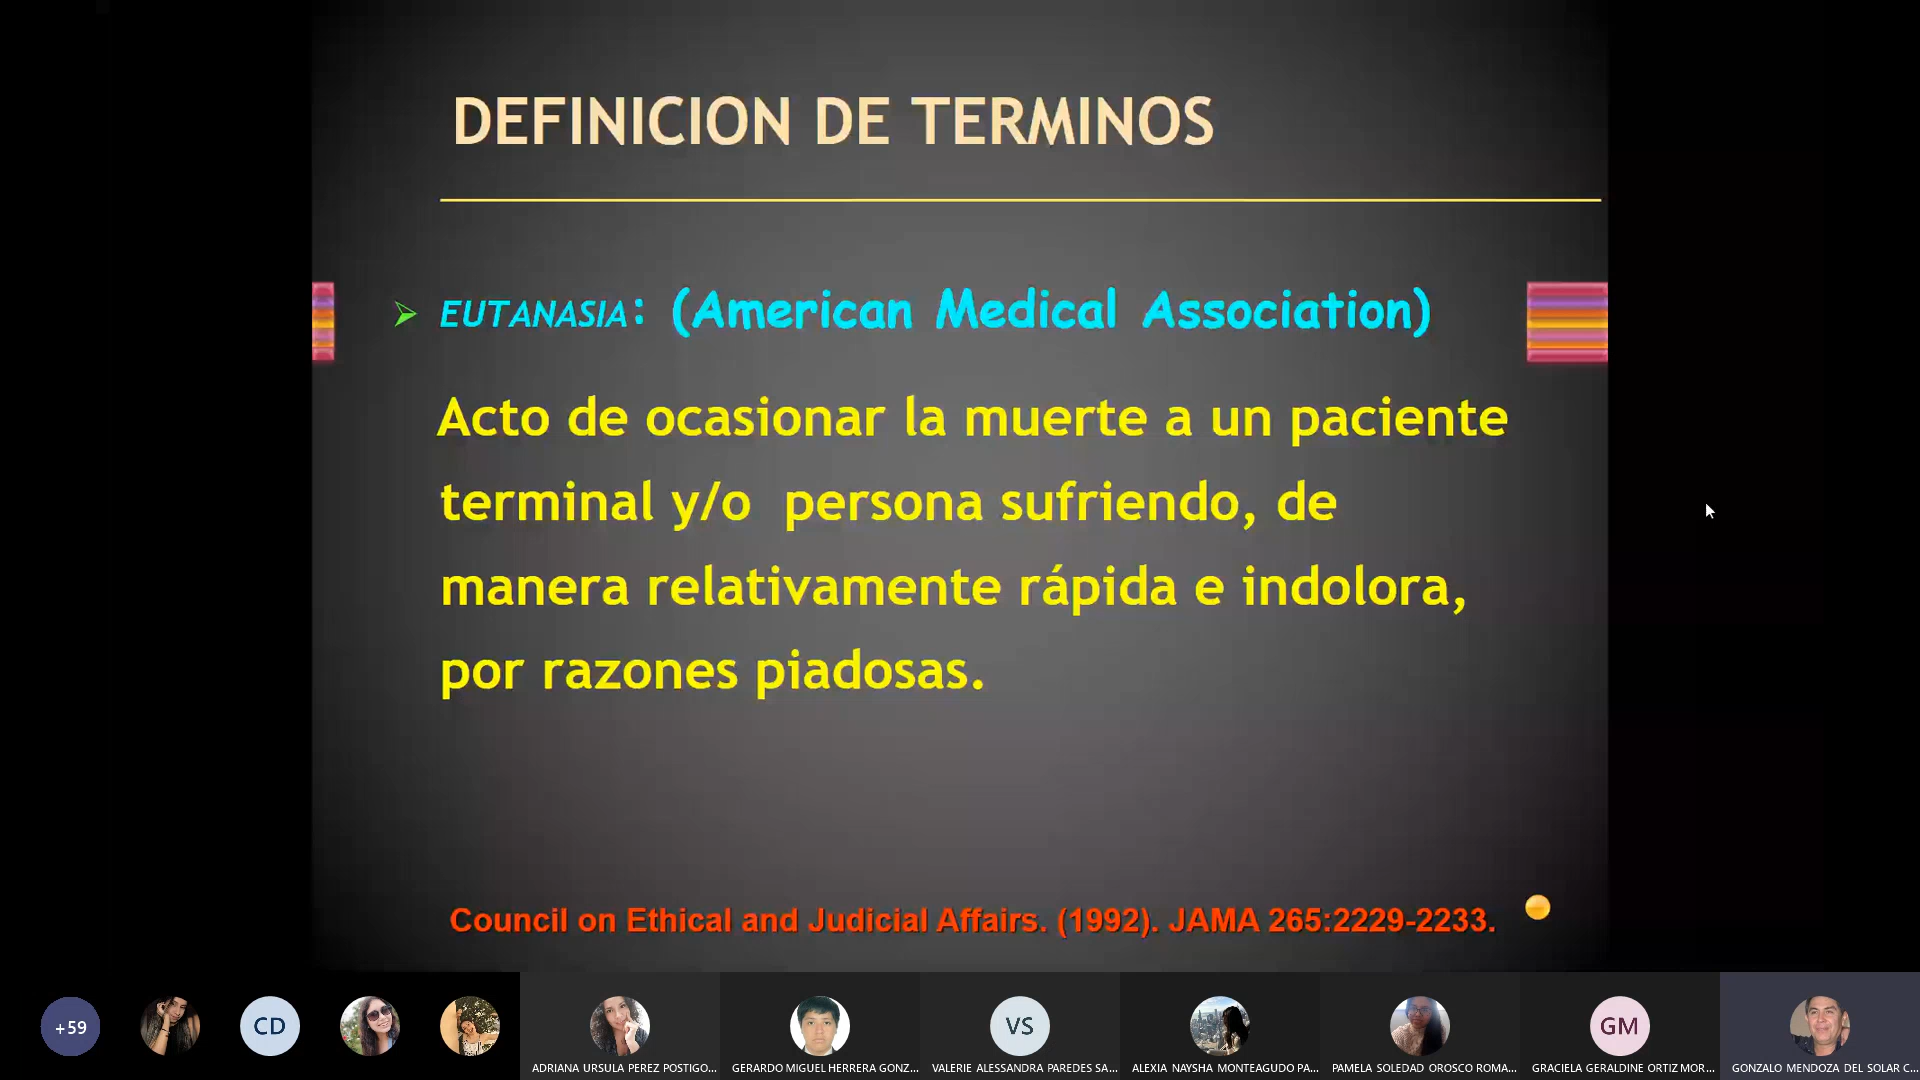 DEFINICION DE TERMINOS
EUTANASIA: (American Medical Association)
Acto de ocasionar la muerte a un paciente
terminal y/o persona sufriendo, de
manera relativamente rápida e indolora,
por razones piadosas.
Council on Ethical and Judicial Affairs. (1992). JAMA 265:2229-2233.
+59
CD
VS
GM
ADRIANA URSULA PEREZ POSTIGO...
GERARDO MIGUEL HERRERA GONZ...
VALERIE ALESSANDRA PAREDES SA...
ALEXIA NAYSHA MONTEAGUDO PA...
PAMELA SOLEDAD OROSCO ROMA...
GRACIELA GERALDINE ORTIZ MOR...
GONZALO MENDOZA DEL SOLAR C...